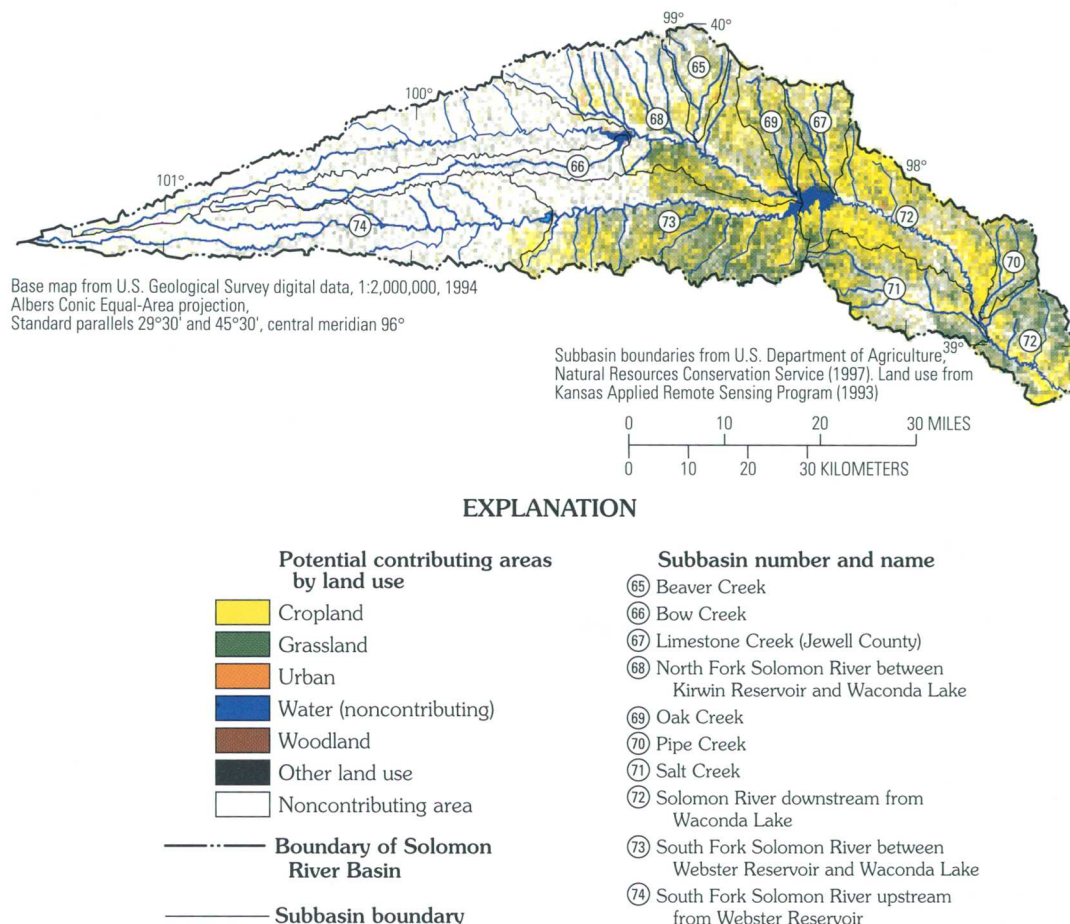 99°
40°
65
100°
68
69
67
66
98°
101°
72
74
73
70
71
72
39°
Base map from U.S. Geological Survey digital data, 1:2,000,000, 1994
Albers Conic Equal-Area projection,
Standard parallels 29°30' and 45°30', central meridian 96°
Subbasin boundaries from U.S. Department of Agriculture,
Natural Resources Conservation Service (1997). Land use from
Kansas Applied Remote Sensing Program (1993)
0 10 20 30 MILES
0 10 20 30 KILOMETERS
EXPLANATION
Potential contributing areas
by land use
Cropland
Grassland
Urban
Water (noncontributing)
Woodland
Other land use
Noncontributing area
Boundary of Solomon
River Basin
Subbasin boundary
Subbasin number and name
65 Beaver Creek
66 Bow Creek
67 Limestone Creek (Jewell County)
68 North Fork Solomon River between
Kirwin Reservoir and Waconda Lake
69 Oak Creek
70 Pipe Creek
71 Salt Creek
72 Solomon River downstream from
Waconda Lake
73 South Fork Solomon River between
Webster Reservoir and Waconda Lake
74 South Fork Solomon River upstream
from Webster Reservoir